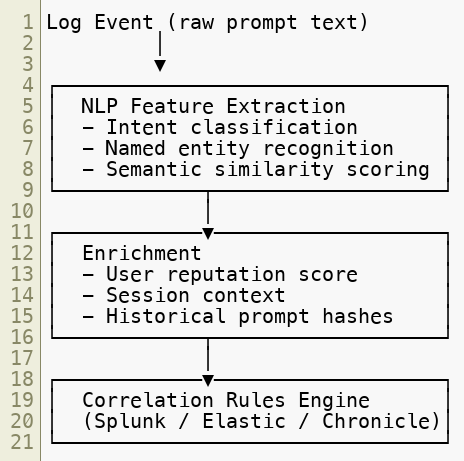 1 Log Event (raw prompt text)
2 │
3 ▼
4 ┌─────────────────────────────┐
5 │ NLP Feature Extraction │
6 │ – Intent classification │
7 │ – Named entity recognition │
8 │ – Semantic similarity scoring │
9 └─────────────────────────────┘
10 │
11 ┌────────────▼────────────────┐
12 │ Enrichment │
13 │ – User reputation score │
14 │ – Session context │
15 │ – Historical prompt hashes │
16 └─────────────────────────────┘
17 │
18 ┌────────────▼────────────────┐
19 │ Correlation Rules Engine │
20 │ (Splunk / Elastic / Chronicle)│
21 └─────────────────────────────┘